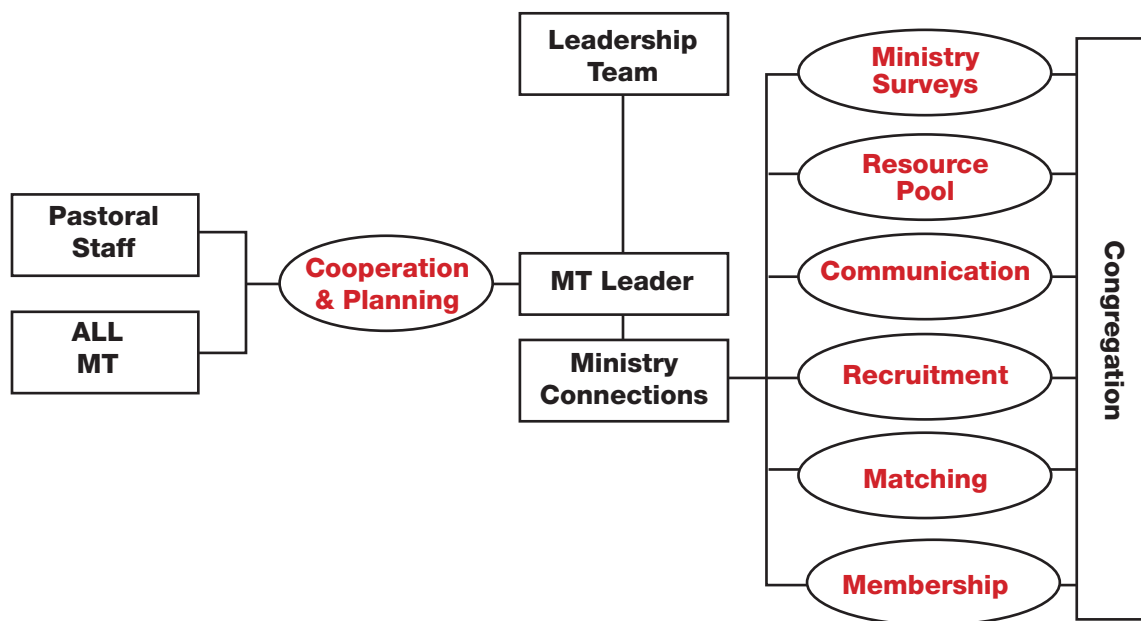 Leadership
Team
Pastoral
Staff
ALL
MT
Cooperation
& Planning
MT Leader
Ministry
Connections
Ministry
Surveys
Resource
Pool
Communication
Recruitment
Matching
Membership
Congregation